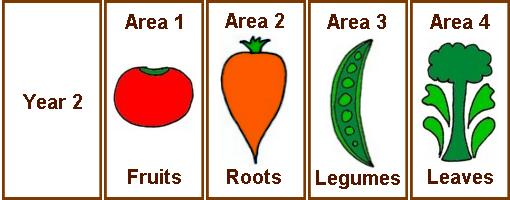 Year 2
Area 1
Fruits
Area 2
Roots
Area 3
Legumes
Area 4
Leaves